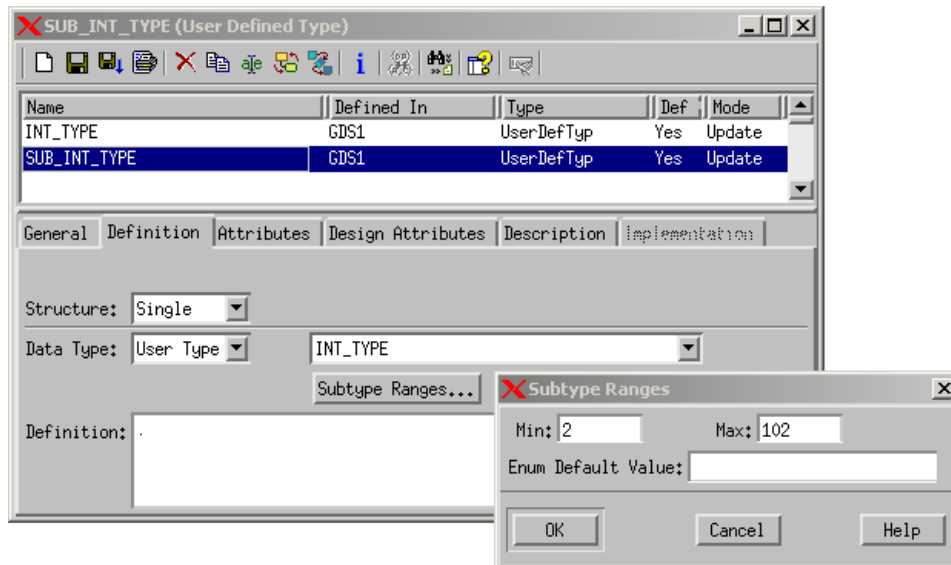 SUB_INT_TYPE (User Defined Type)
Name Defined In Type Def Mode
INT_TYPE GDS1 UserDefTyp Yes Update
SUB_INT_TYPE GDS1 UserDefTyp Yes Update
General Definition Attributes Design Attributes Description Implementation
Structure: Single
Data Type: User Type INT_TYPE
Subtype Ranges...
Definition: .
Subtype Ranges
Min: 2 Max: 102
Enum Default Value:
OK Cancel Help